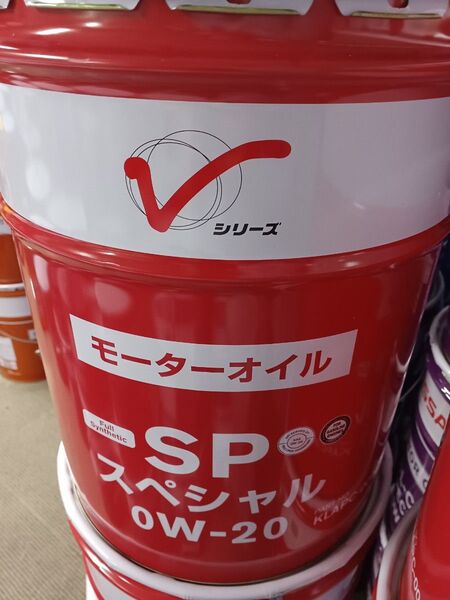 シリーズ
モーターオイル
Full
Synthetic
SP
スペシャル
0W-20